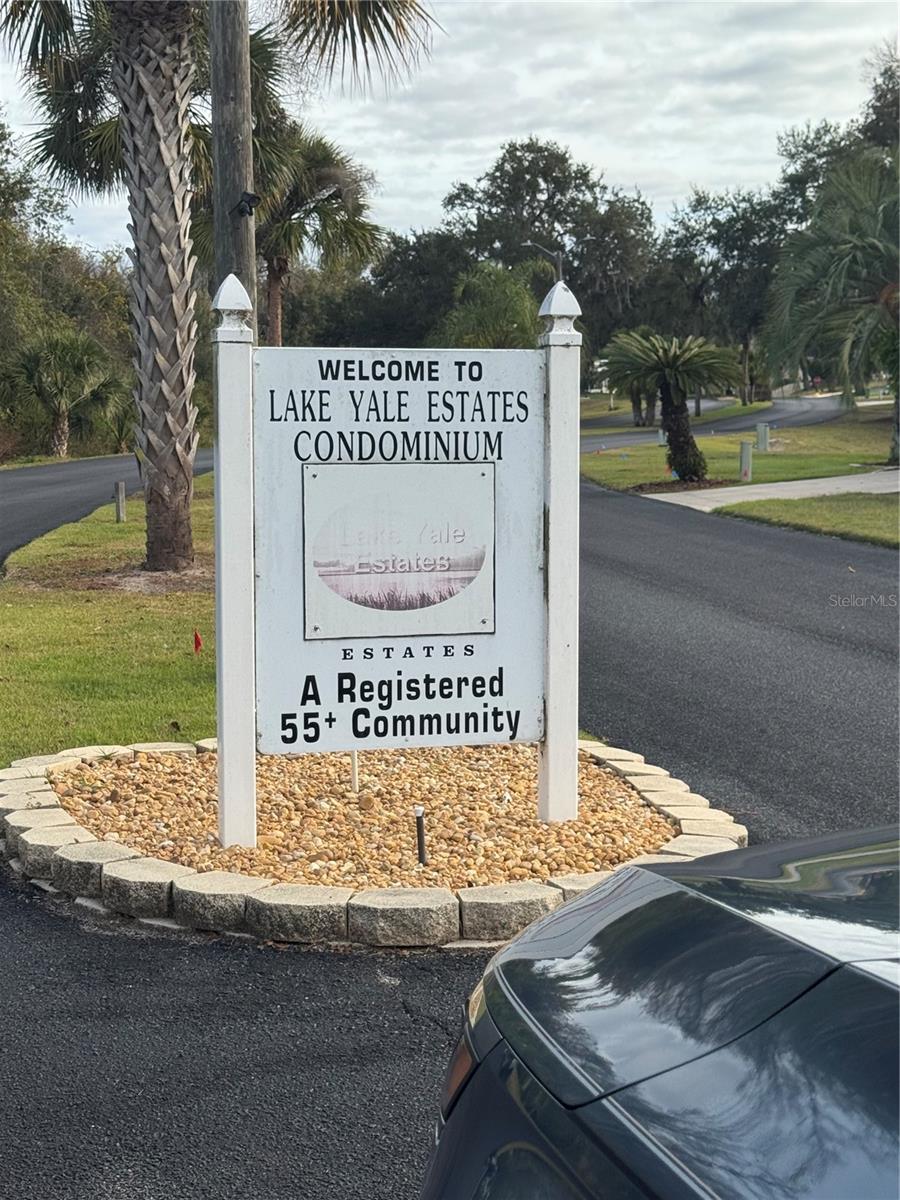 WELCOME TO
LAKE YALE ESTATES
CONDOMINIUM
Lake Yale
Estates
ESTATES
A Registered
55+ Community
StellarMLS